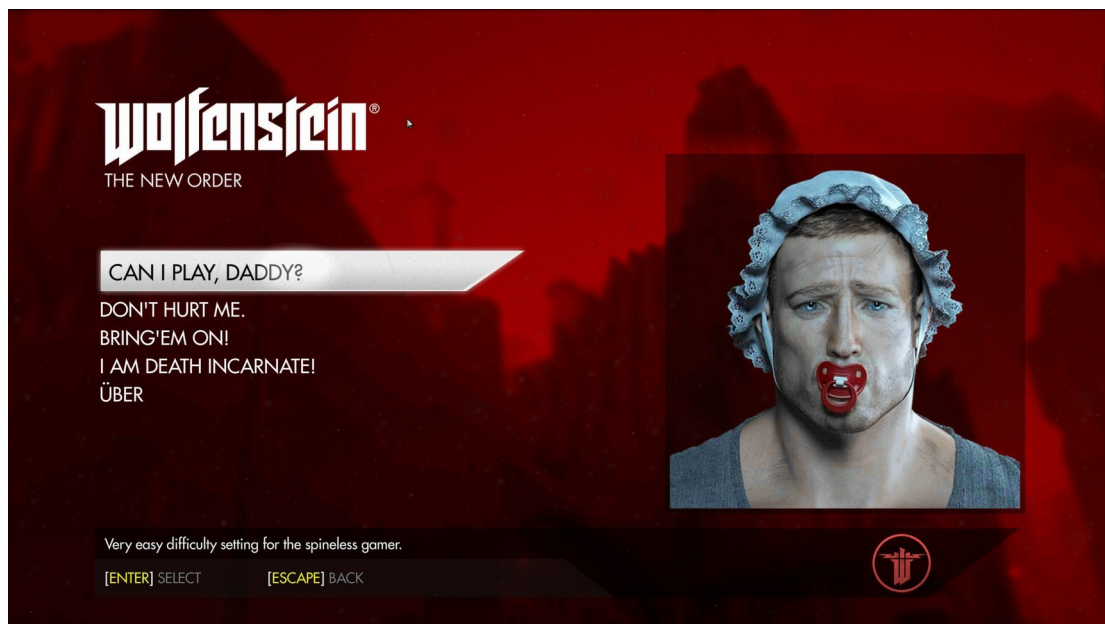 wolfenstein®
THE NEW ORDER
CAN I PLAY, DADDY?
DON'T HURT ME.
BRING'EM ON!
I AM DEATH INCARNATE!
ÜBER
Very easy difficulty setting for the spineless gamer.
[ENTER] SELECT [ESCAPE] BACK